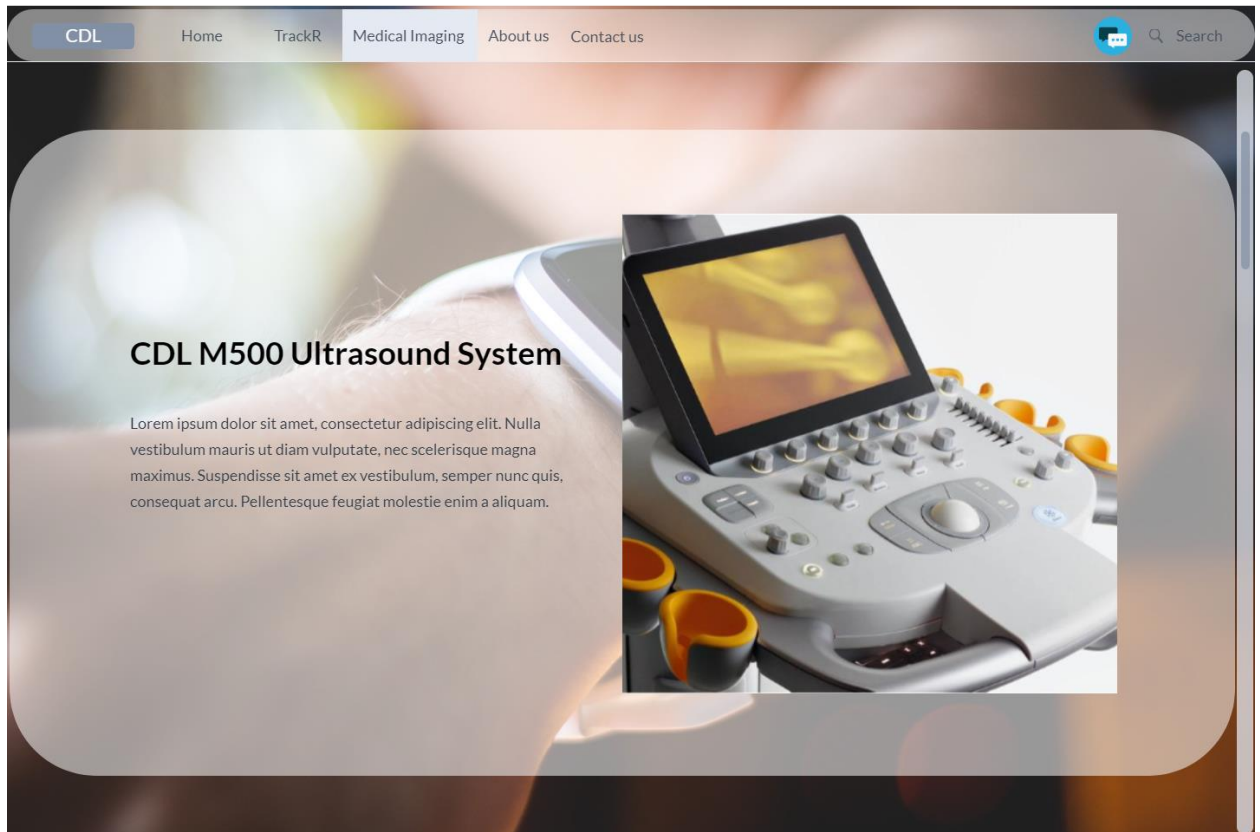 CDL
Home
TrackR
Medical Imaging
About us
Contact us
Search
CDL M500 Ultrasound System
Lorem ipsum dolor sit amet, consectetur adipiscing elit. Nulla
vestibulum mauris ut diam vulputate, nec scelerisque magna
maximus. Suspendisse sit amet ex vestibulum, semper nunc quis,
consequat arcu. Pellentesque feugiat molestie enim a aliquam.